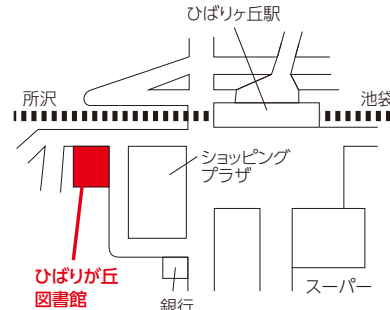 ひばりヶ丘駅
所沢
池袋
ショッピング
プラザ
ひばりが丘
図書館
銀行
スーパー